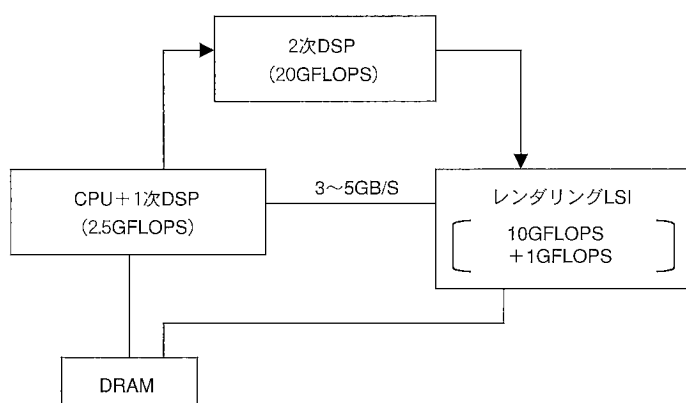 2次DSP
(20GFLOPS)
CPU+1次DSP
(2.5GFLOPS)
3~5GB/S
レンダリングLSI
10GFLOPS
+1GFLOPS
DRAM